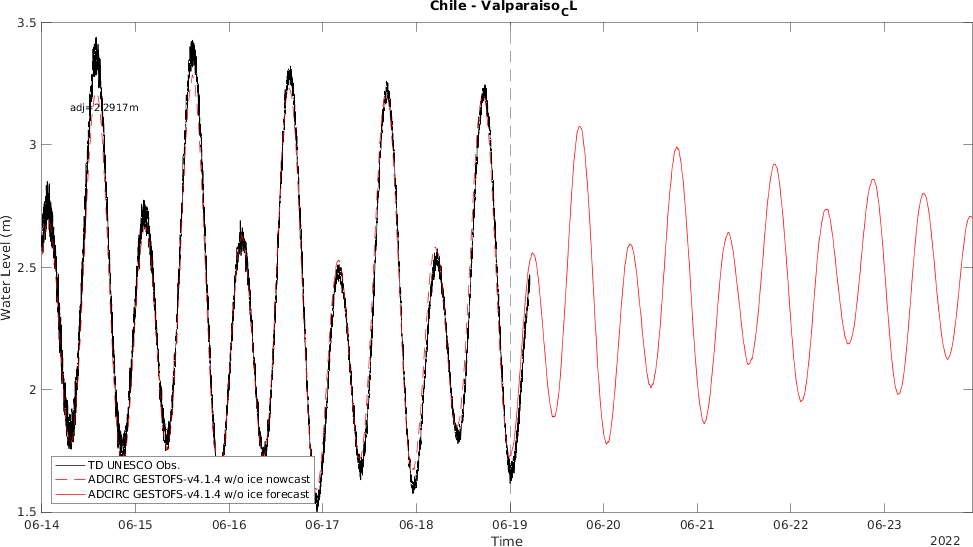 Chile - Valparaiso_CL
3.5
3
2.5
2
1.5
Water Level (m)
adj=2.2917m
TD UNESCO Obs.
ADCIRC GESTOFS-v4.1.4 w/o ice nowcast
ADCIRC GESTOFS-v4.1.4 w/o ice forecast
06-14
06-15
06-16
06-17
06-18
06-19
06-20
06-21
06-22
06-23
Time
2022